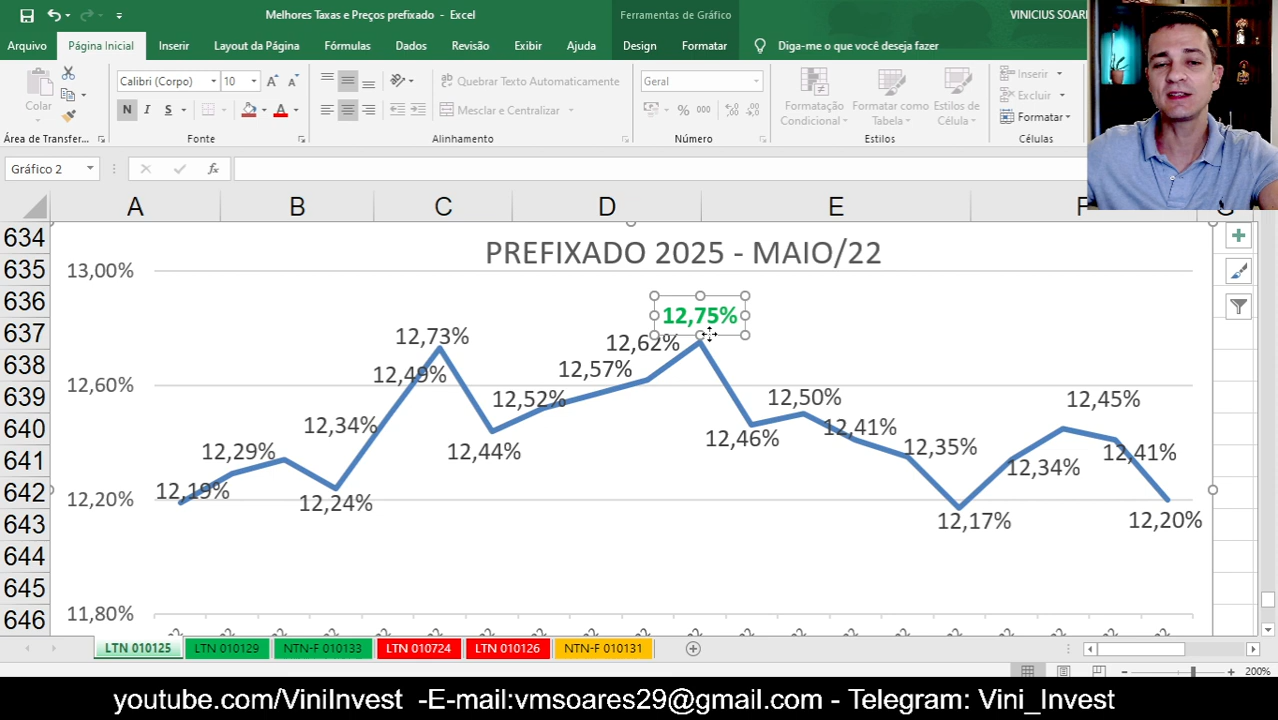 Melhores Taxas e Preços prefixado - Excel
Ferramentas de Gráfico
VINICIUS SOARE
Arquivo Página Inicial Inserir Layout da Página Fórmulas Dados Revisão Exibir Ajuda Design Formatar Diga-me o que você deseja fazer
Colar
Calibri (Corpo) 10
A A
N I S
A
ab Quebrar Texto Automaticamente
Mesclar e Centralizar
Geral
% 000
Formatação Condicional
Formatar como Tabela
Estilos de Célula
Inserir
Excluir
Formatar
Área de Transfer...
Fonte
Alinhamento
Número
Estilos
Células
Gráfico 2
fx
A B C D E F
634
635
636
637
638
639
640
641
642
643
644
645
646
PREFIXADO 2025 - MAIO/22
13,00%
12,60%
12,20%
11,80%
12,19%
12,29%
12,24%
12,34%
12,49%
12,73%
12,44%
12,52%
12,57%
12,62%
12,75%
12,46%
12,50%
12,41%
12,35%
12,17%
12,34%
12,45%
12,41%
12,20%
LTN 010125 LTN 010129 NTN-F 010133 LTN 010724 LTN 010126 NTN-F 010131
200%
youtube.com/ViniInvest -E-mail:vmsoares29@gmail.com - Telegram: Vini_Invest